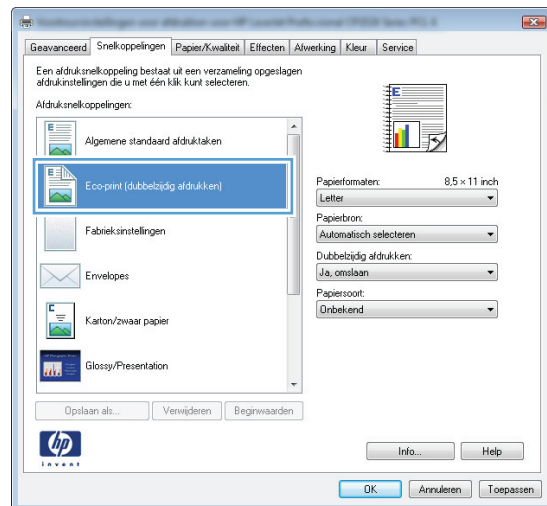 Geavanceerd Snelkoppelingen Papier/Kwaliteit Effecten Afwerking Kleur Service
Een afdruksnelkoppeling bestaat uit een verzameling opgeslagen
afdrukinstellingen die u met één klik kunt selecteren.
Afdruksnelkoppelingen:
Algemene standaard afdruktaken
Eco-print (dubbelzijdig afdrukken)
Fabrieksinstellingen
Envelopes
Karton/zwaar papier
Glossy/Presentation
Opslaan als... Verwijderen Beginwaarden
Papierformaten: 8,5 × 11 inch
Letter
Papierbron:
Automatisch selecteren
Dubbelzijdig afdrukken:
Ja, omslaan
Papiersoort:
Onbekend
hp
invent
Info... Help
OK Annuleren Toepassen